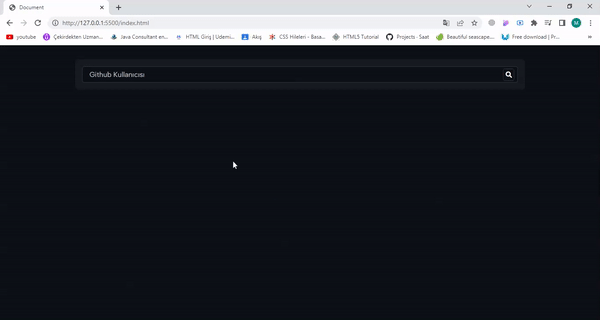 Document
http://127.0.0.1:5500/index.html
M
youtube
Çekirdekten Uzman...
Java Consultant en...
HTML Giriş | Udemi...
Akış
CSS Hileleri - Basa...
HTML5 Tutorial
Projects - Saat
Beautiful seascape....
Free download | Pr...
»
Github Kullanıcısı